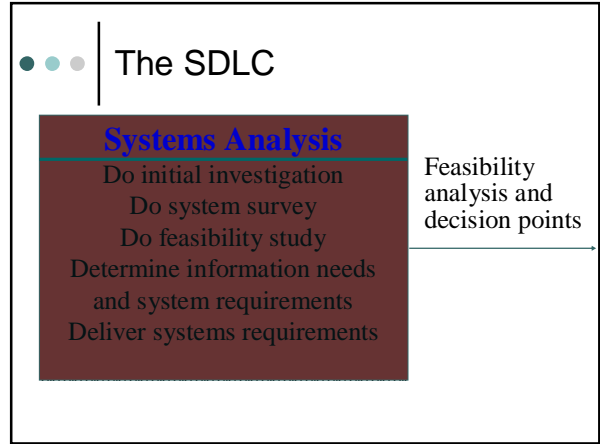 The SDLC
Systems Analysis
Do initial investigation
Do system survey
Do feasibility study
Determine information needs
and system requirements
Deliver systems requirements
Feasibility
analysis and
decision points